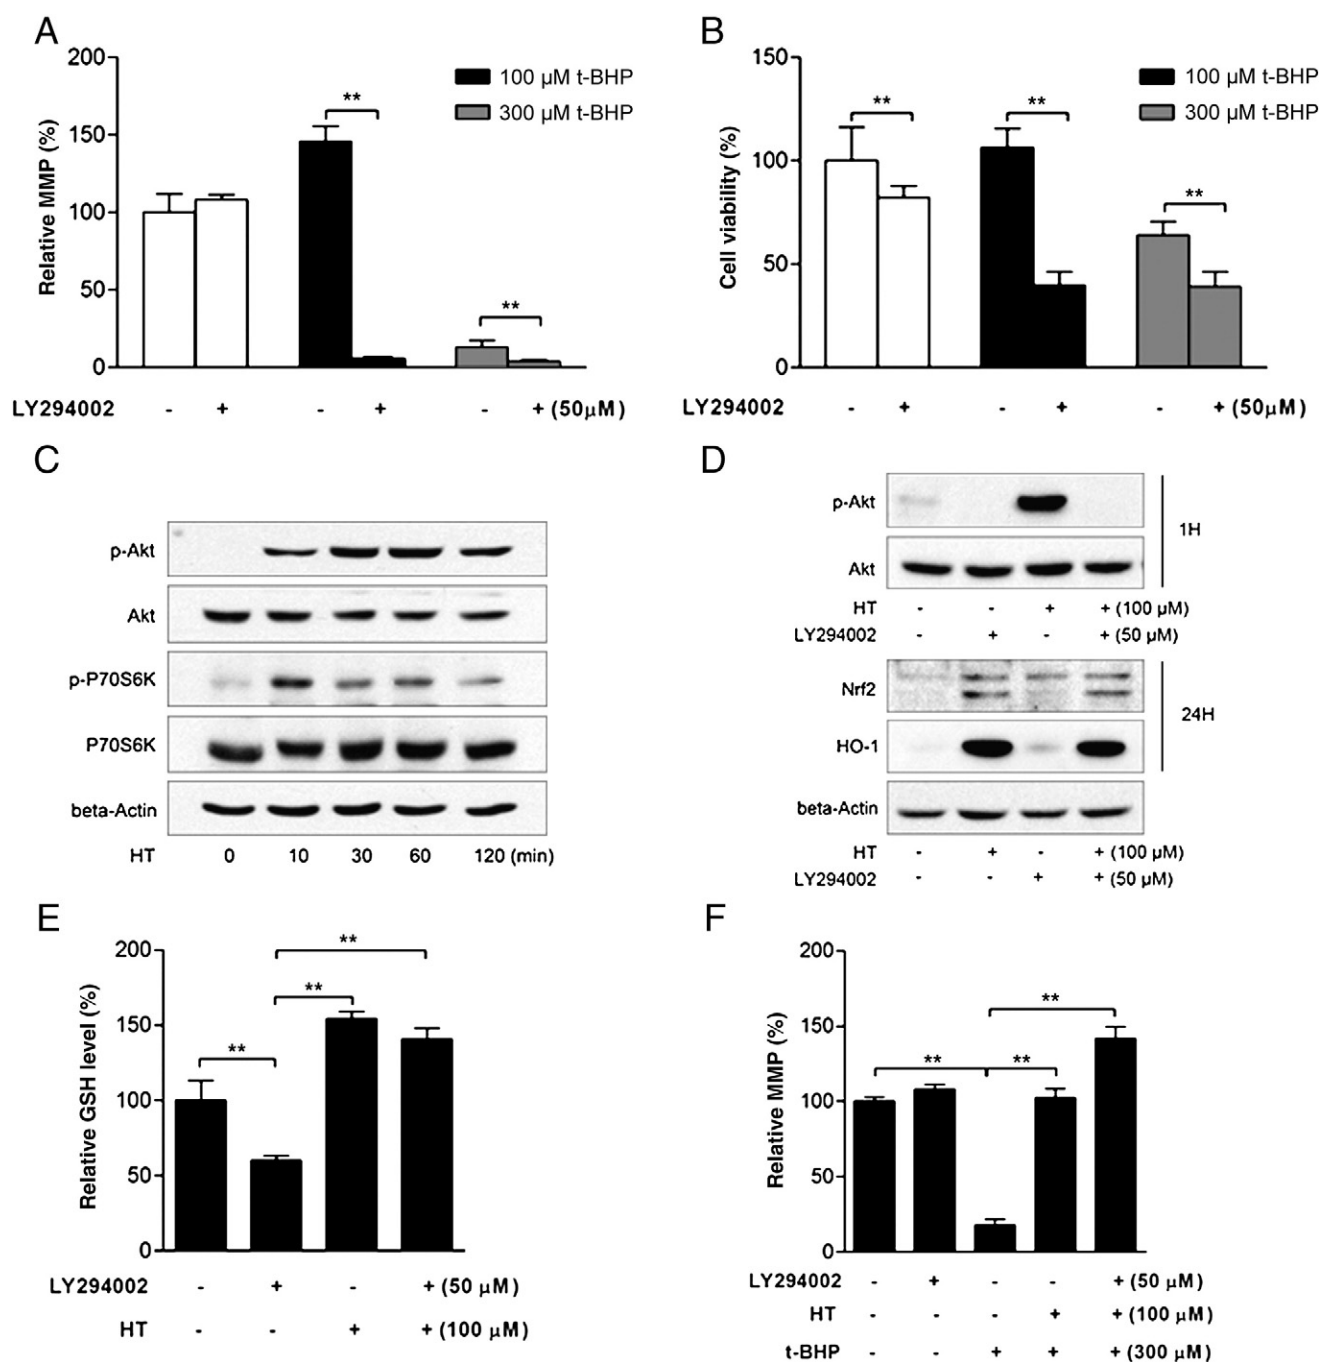 A
200
150
100
50
0
Relative MMP (%)
100 µM t-BHP
300 µM t-BHP
**
**
LY294002 - + - + - + (50µM)
B
150
100
50
0
Cell viability (%)
100 µM t-BHP
300 µM t-BHP
**
**
**
LY294002 - + - + - + (50µM)
C
p-Akt
Akt
p-P70S6K
P70S6K
beta-Actin
HT 0 10 30 60 120 (min)
D
p-Akt
Akt
1H
HT - - + + (100 µM)
LY294002 - + - + (50 µM)
Nrf2
HO-1
24H
beta-Actin
HT - + - + (100 µM)
LY294002 - - + + (50 µM)
E
200
150
100
50
0
Relative GSH level (%)
**
**
**
LY294002 - + - + (50 µM)
HT - - + + (100 µM)
F
200
150
100
50
0
Relative MMP (%)
**
** **
LY294002 - + - - + (50 µM)
HT - - - + + (100 µM)
t-BHP - - + + + (300 µM)